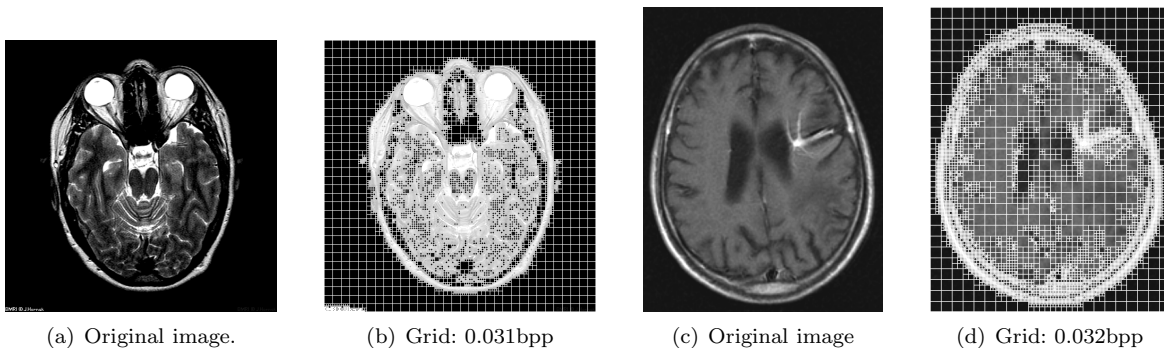 (a) Original image.
(b) Grid: 0.031bpp
(c) Original image
(d) Grid: 0.032bpp